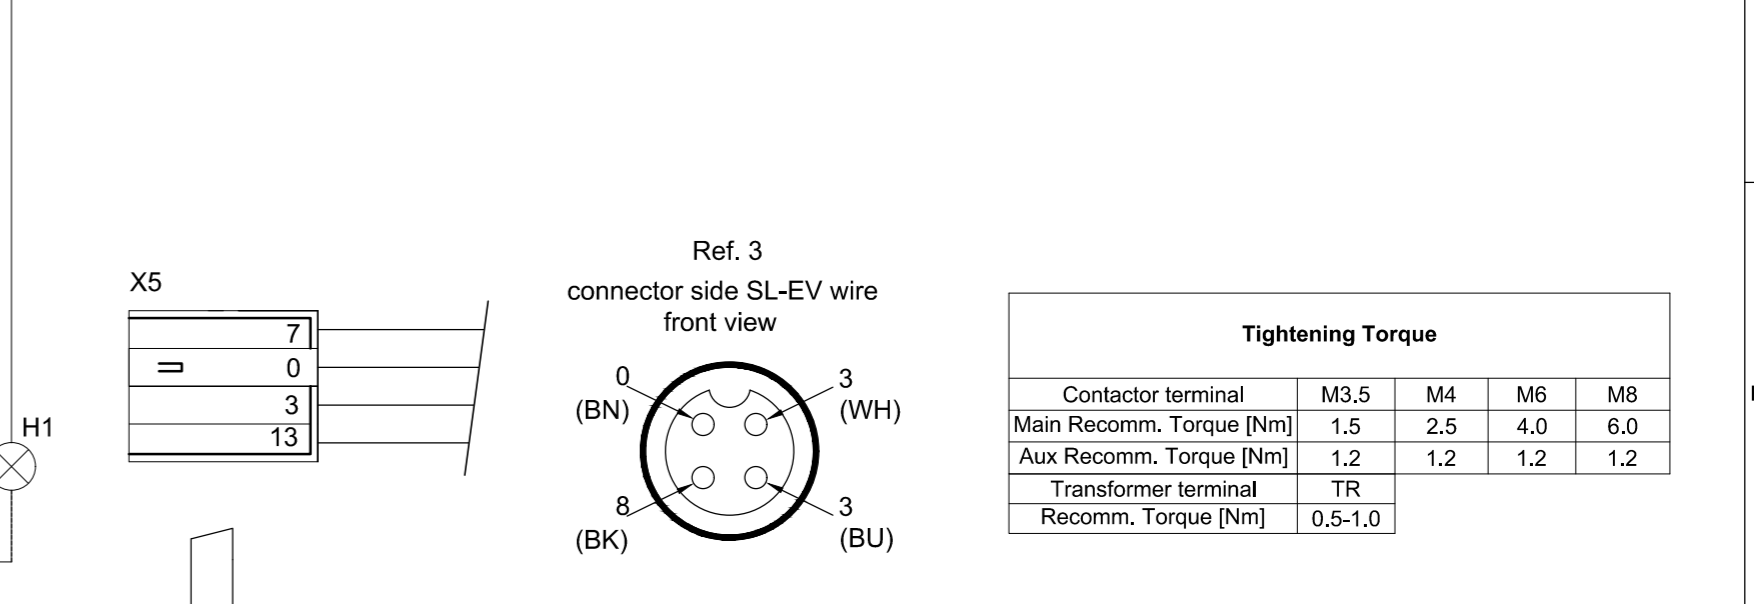 H1
X5
7
0
3
13
Ref. 3
connector side SL-EV wire
front view
0
(BN)
3
(WH)
8
(BK)
3
(BU)
Tightening Torque
Contactor terminal M3.5 M4 M6 M8
Main Recomm. Torque [Nm] 1.5 2.5 4.0 6.0
Aux Recomm. Torque [Nm] 1.2 1.2 1.2 1.2
Transformer terminal TR
Recomm. Torque [Nm] 0.5-1.0